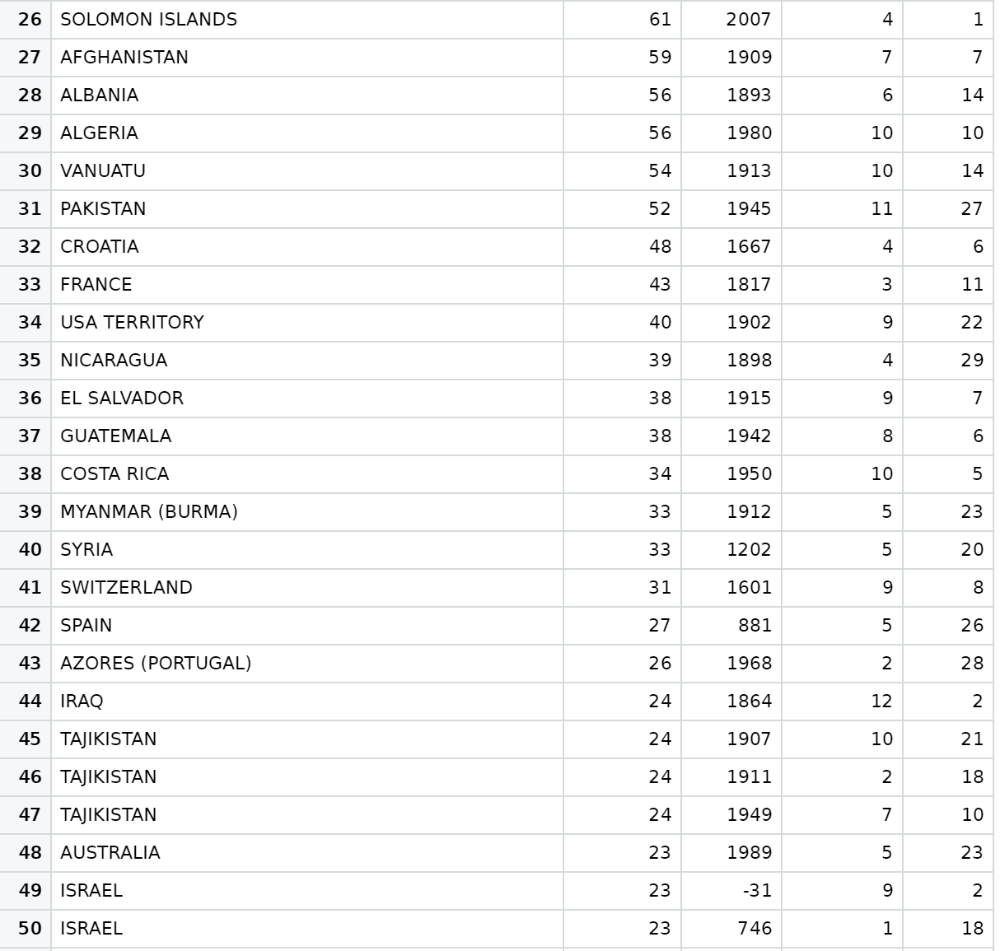 26 SOLOMON ISLANDS 61 2007 4 1
27 AFGHANISTAN 59 1909 7 7
28 ALBANIA 56 1893 6 14
29 ALGERIA 56 1980 10 10
30 VANUATU 54 1913 10 14
31 PAKISTAN 52 1945 11 27
32 CROATIA 48 1667 4 6
33 FRANCE 43 1817 3 11
34 USA TERRITORY 40 1902 9 22
35 NICARAGUA 39 1898 4 29
36 EL SALVADOR 38 1915 9 7
37 GUATEMALA 38 1942 8 6
38 COSTA RICA 34 1950 10 5
39 MYANMAR (BURMA) 33 1912 5 23
40 SYRIA 33 1202 5 20
41 SWITZERLAND 31 1601 9 8
42 SPAIN 27 881 5 26
43 AZORES (PORTUGAL) 26 1968 2 28
44 IRAQ 24 1864 12 2
45 TAJIKISTAN 24 1907 10 21
46 TAJIKISTAN 24 1911 2 18
47 TAJIKISTAN 24 1949 7 10
48 AUSTRALIA 23 1989 5 23
49 ISRAEL 23 -31 9 2
50 ISRAEL 23 746 1 18